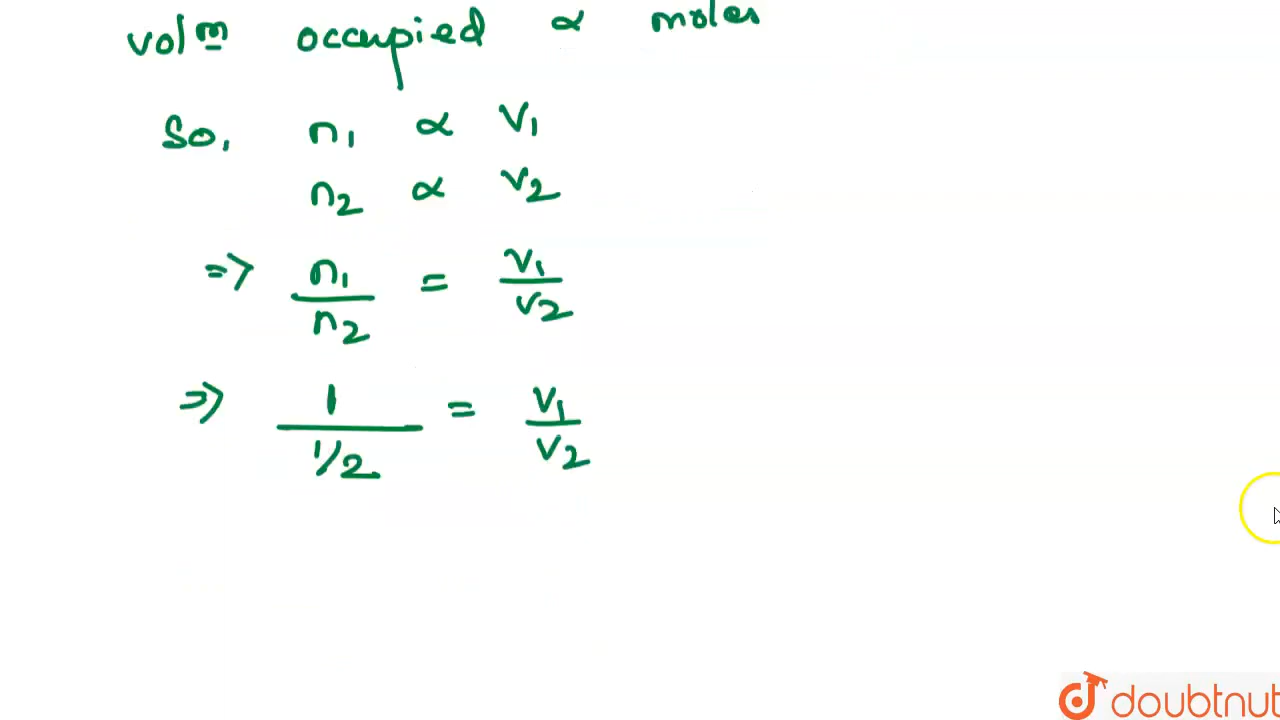 volm occupied ∝ moles
So, n1 ∝ V1
n2 ∝ V2
=> n1/n2 = V1/V2
=> 1/1/2 = V1/V2
doubtnut